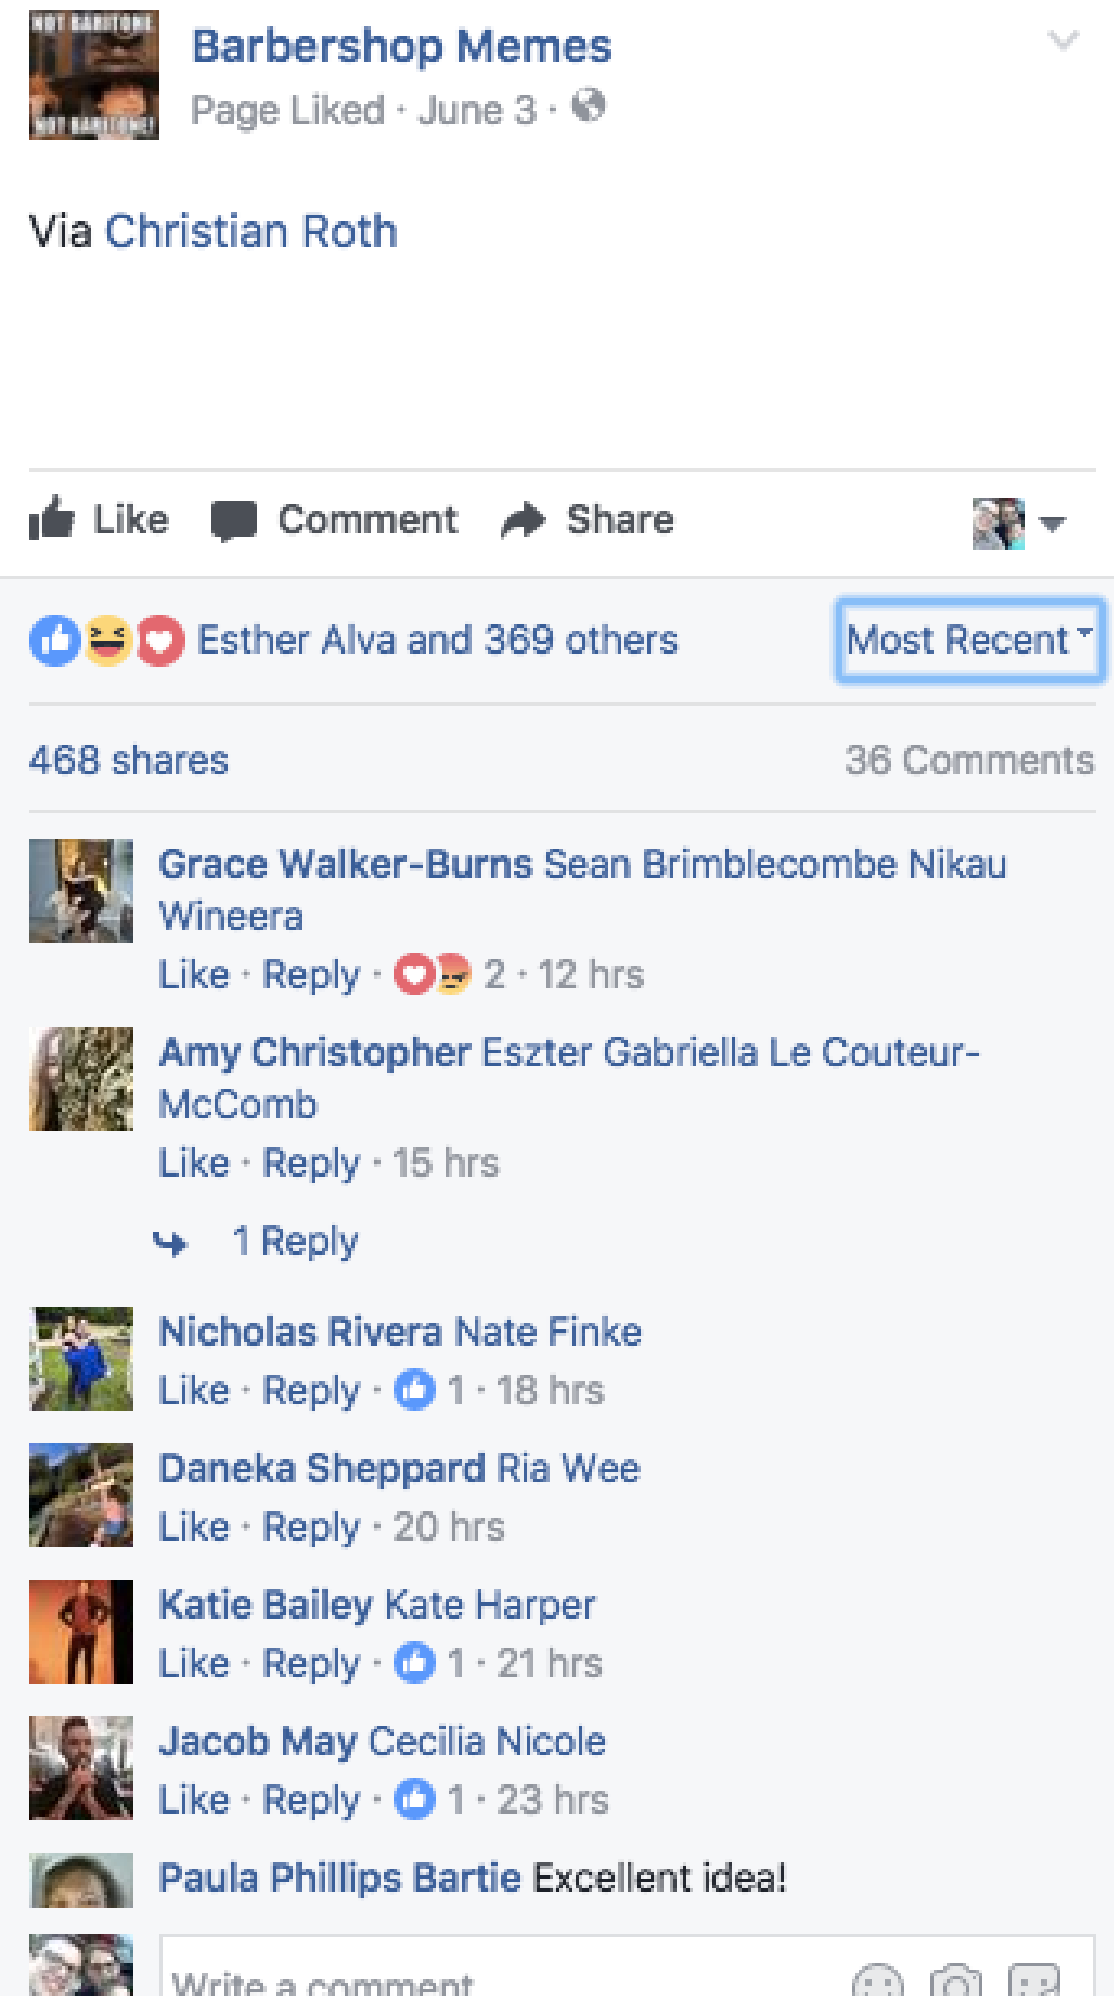 NOT BARITONE
NOT BARITONE!
Barbershop Memes
Page Liked · June 3 ·
Via Christian Roth
Like Comment Share
Esther Alva and 369 others
Most Recent
468 shares
36 Comments
Grace Walker-Burns Sean Brimblecombe Nikau
Wineera
Like · Reply · 2 · 12 hrs
Amy Christopher Eszter Gabriella Le Couteur-
McComb
Like · Reply · 15 hrs
1 Reply
Nicholas Rivera Nate Finke
Like · Reply · 1 · 18 hrs
Daneka Sheppard Ria Wee
Like · Reply · 20 hrs
Katie Bailey Kate Harper
Like · Reply · 1 · 21 hrs
Jacob May Cecilia Nicole
Like · Reply · 1 · 23 hrs
Paula Phillips Bartie Excellent idea!
Write a comment